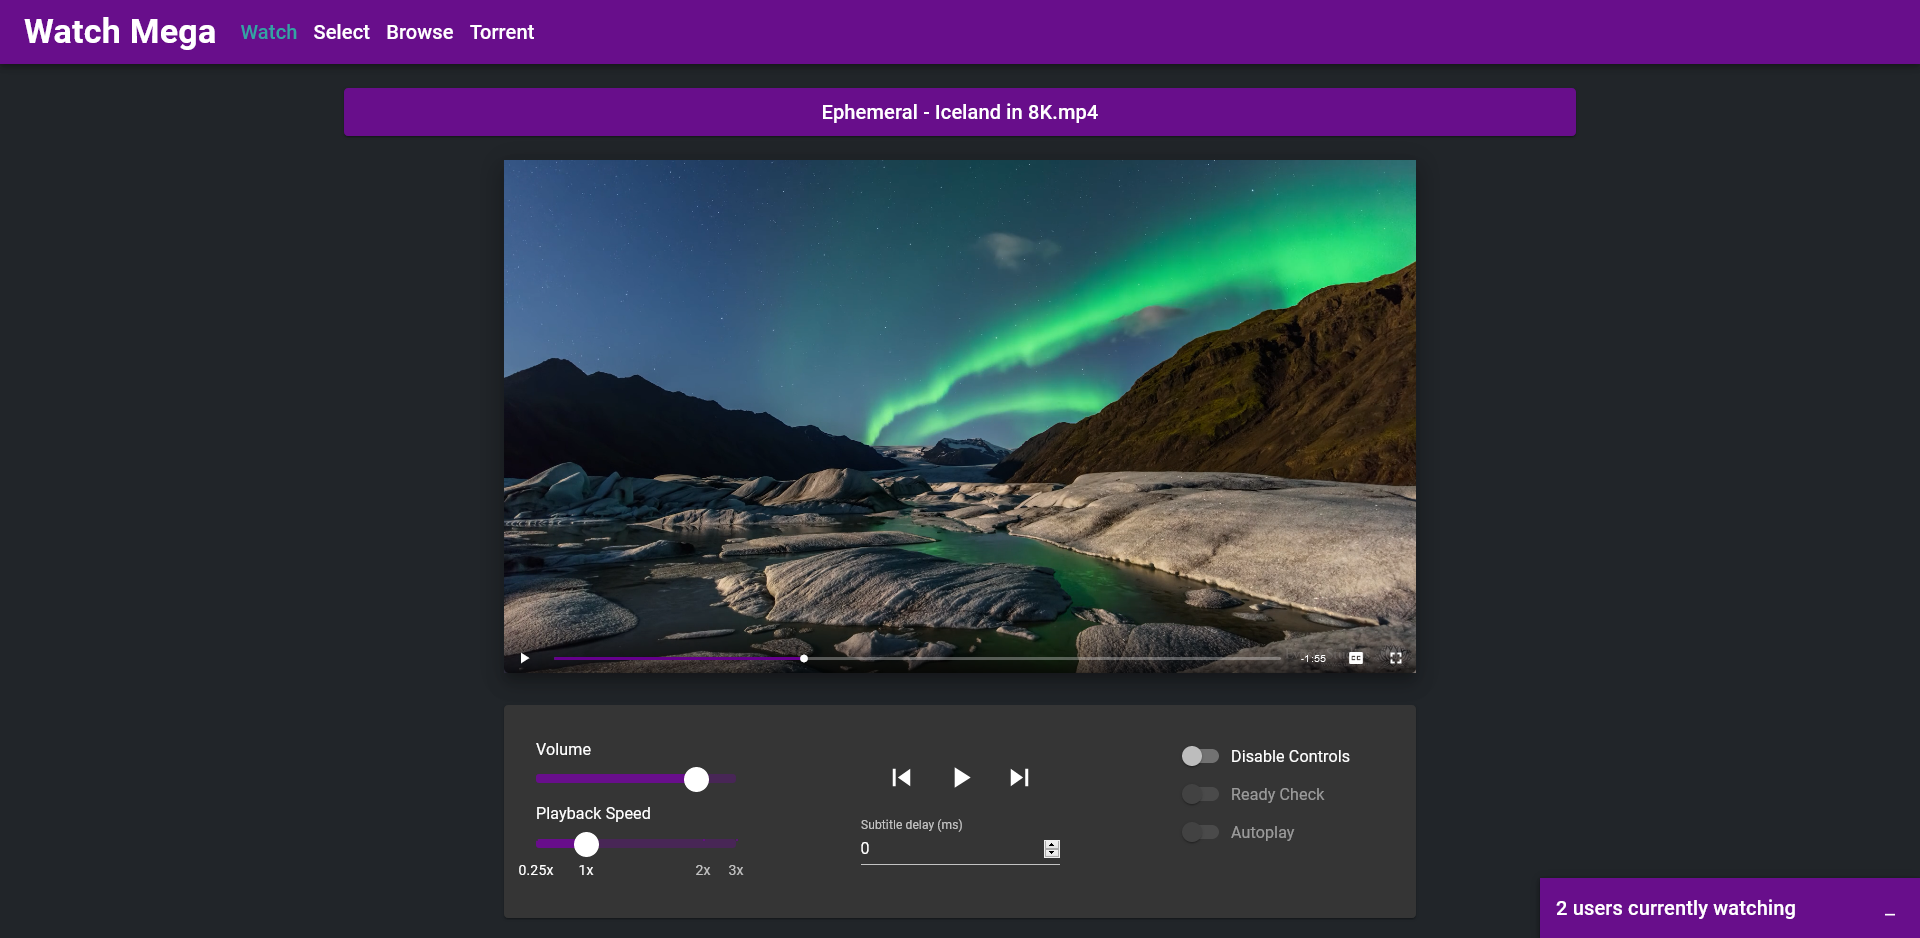 Watch Mega Watch Select Browse Torrent
Ephemeral - Iceland in 8K.mp4
-1:55 CC
Volume
Disable Controls
Ready Check
Playback Speed
Subtitle delay (ms)
Autoplay
0
0.25x 1x 2x 3x
2 users currently watching